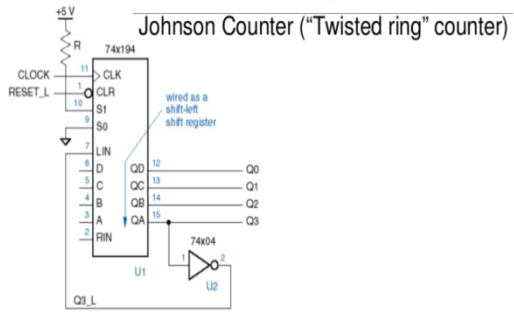 +5 V
Johnson Counter ("Twisted ring" counter)
R
74x194
CLOCK 11 CLK
RESET_L 1 CLR
10 S1
9 S0
wired as a
shift-left
shift register
7 LIN
6 D QD 12 Q0
5 C QC 13 Q1
4 B QB 14 Q2
3 A QA 15 Q3
2 RIN
74x04
1 2
U1
U2
Q3_L